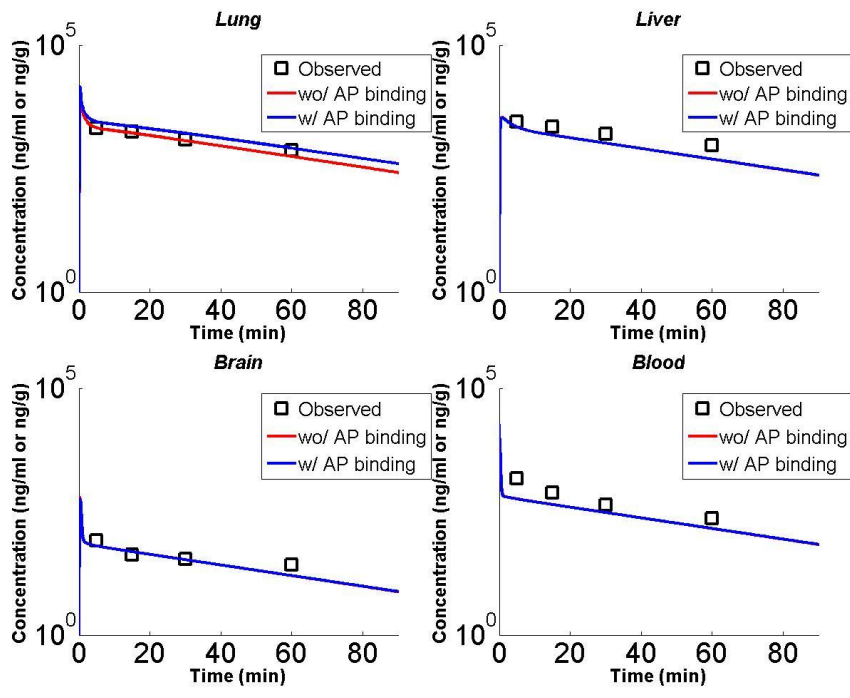 Lung
10^5
Concentration (ng/ml or ng/g)
Observed
wo/ AP binding
w/ AP binding
10^0
0 20 40 60 80
Time (min)
Liver
10^5
Concentration (ng/ml or ng/g)
Observed
wo/ AP binding
w/ AP binding
10^0
0 20 40 60 80
Time (min)
Brain
10^5
Concentration (ng/ml or ng/g)
Observed
wo/ AP binding
w/ AP binding
10^0
0 20 40 60 80
Time (min)
Blood
10^5
Concentration (ng/ml or ng/g)
Observed
wo/ AP binding
w/ AP binding
10^0
0 20 40 60 80
Time (min)